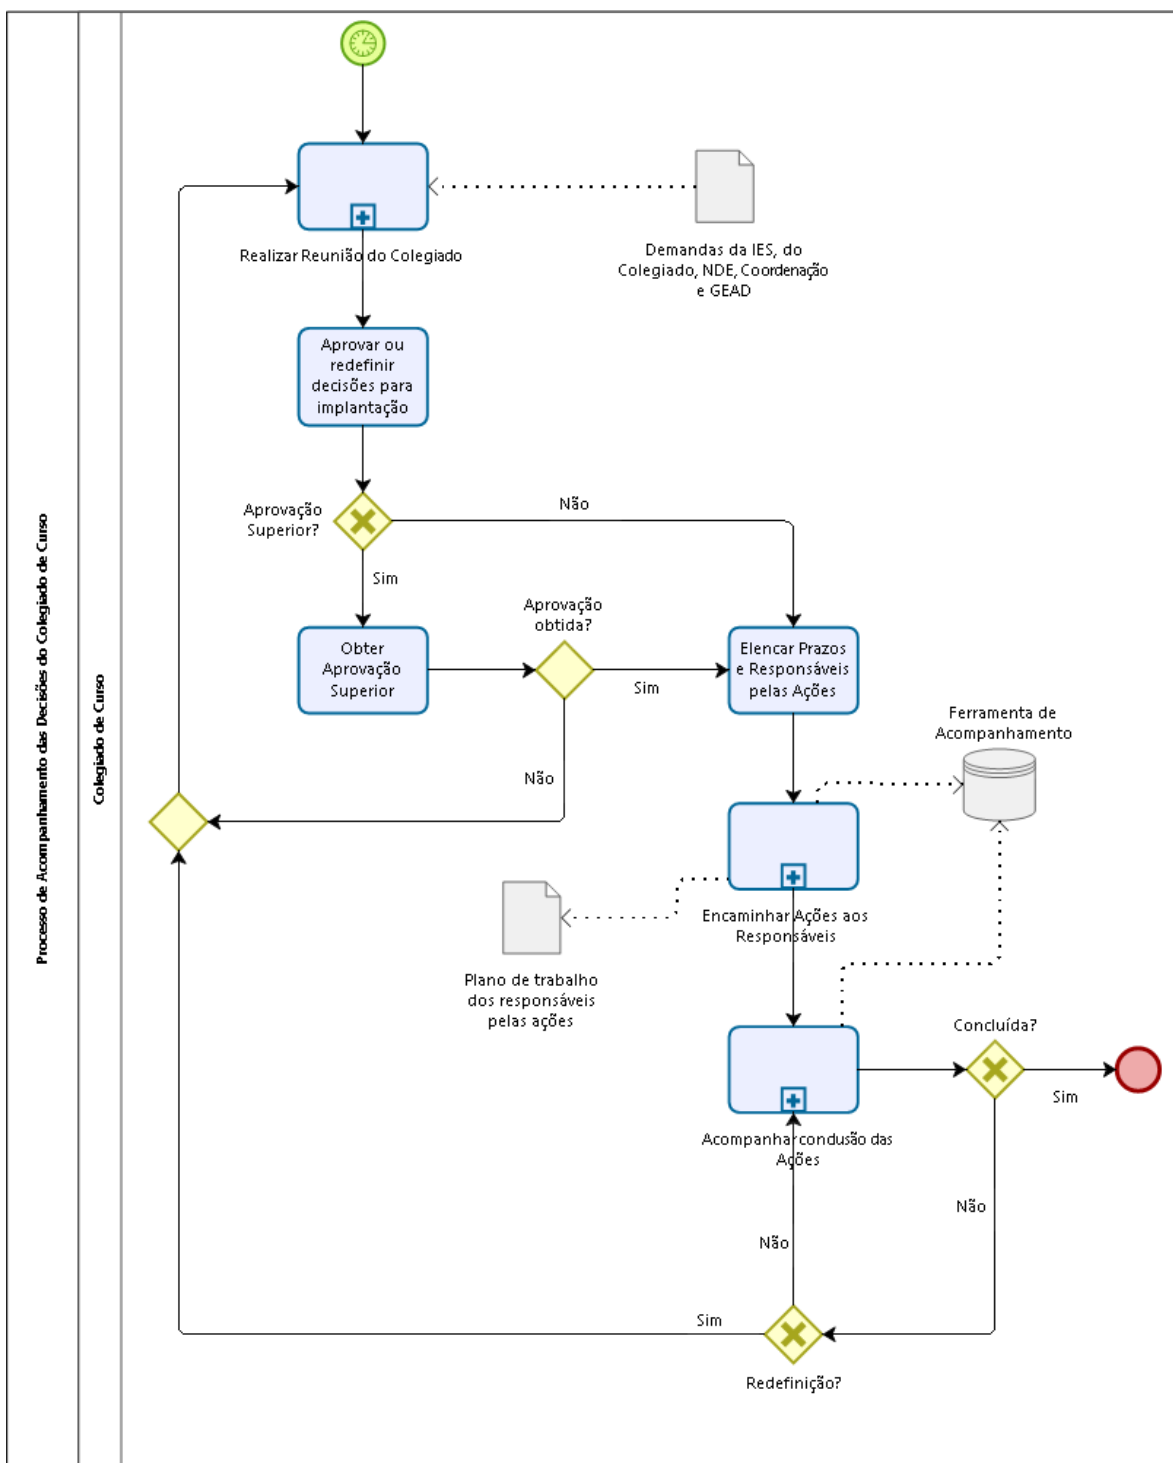 Processo de Acompanhamento das Decisões do Colegiado de Curso
Colegiado de Curso
Realizar Reunião do Colegiado
Demandas da IES, do
Colegiado, NDE, Coordenação
e GEAD
Aprovar ou
redefinir
decisões para
implantação
Aprovação
Superior?
Não
Sim
Obter
Aprovação
Superior
Aprovação
obtida?
Sim
Não
Elencar Prazos
e Responsáveis
pelas Ações
Ferramenta de
Acompanhamento
Encaminhar Ações aos
Responsáveis
Plano de trabalho
dos responsáveis
pelas ações
Acompanhar conclusão das
Ações
Concluída?
Sim
Não
Não
Sim
Redefinição?